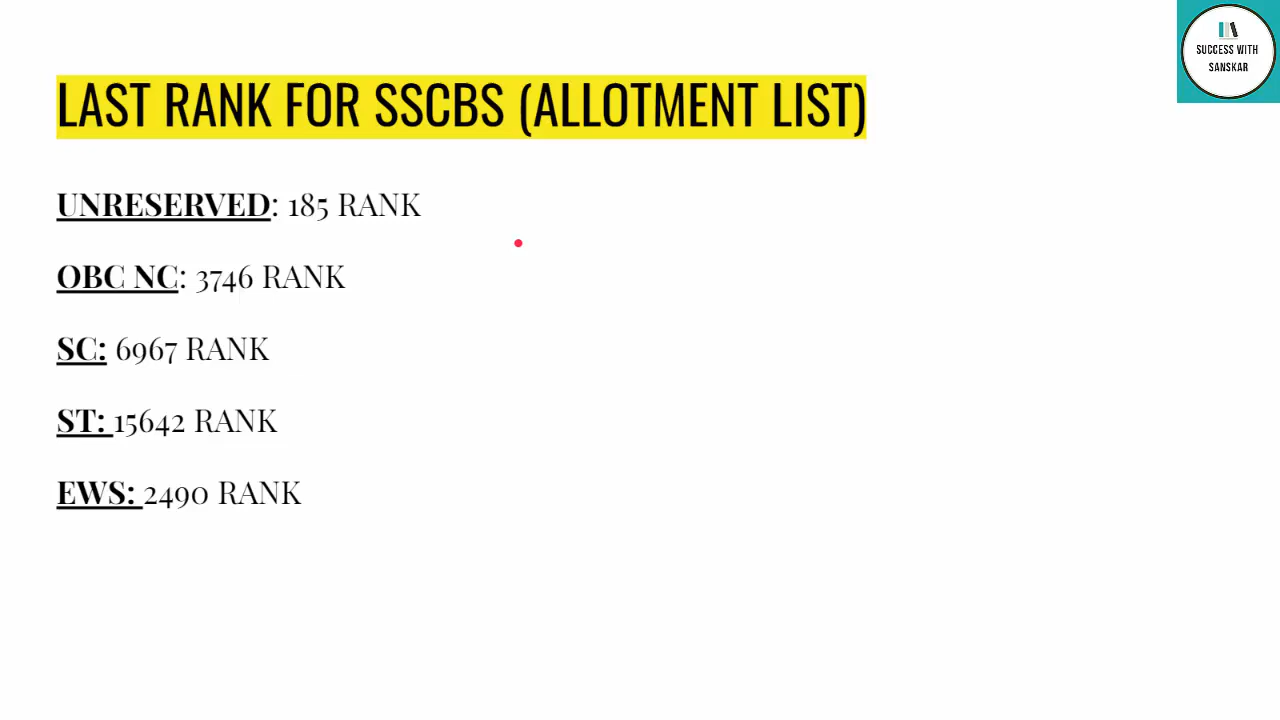 SUCCESS WITH
SANSKAR
LAST RANK FOR SSCBS (ALLOTMENT LIST)
UNRESERVED: 185 RANK
OBC NC: 3746 RANK
SC: 6967 RANK
ST: 15642 RANK
EWS: 2490 RANK